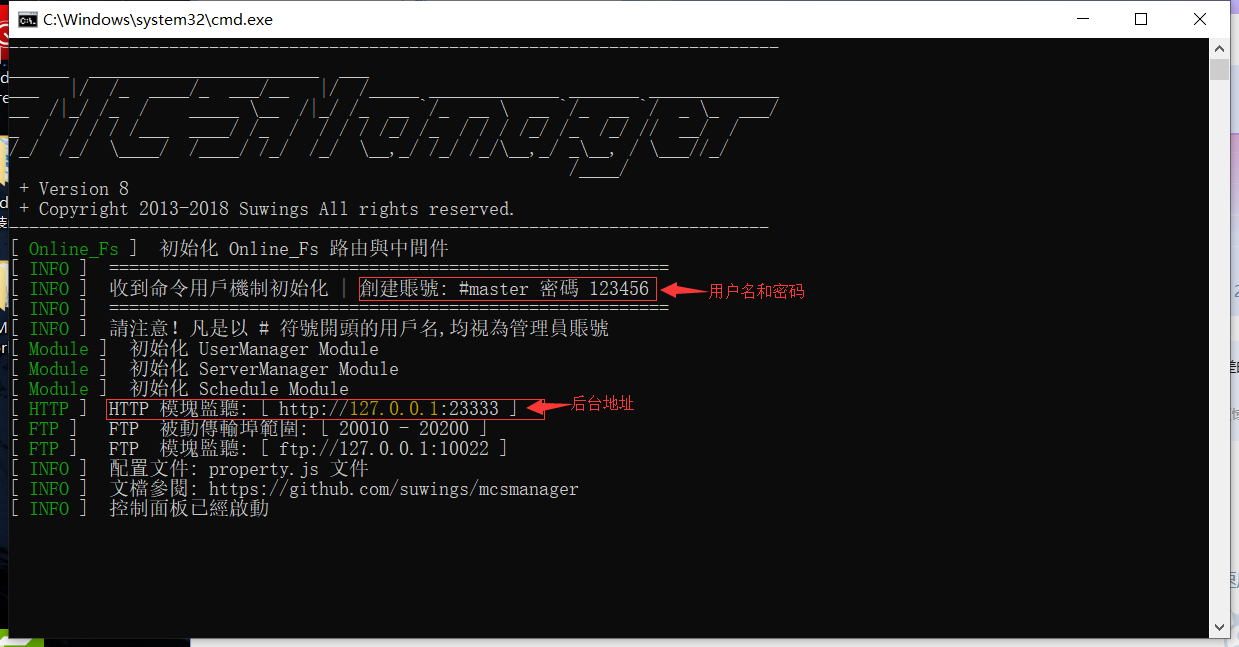 C:\Windows\system32\cmd.exe
MCSManager
+ Version 8
+ Copyright 2013-2018 Suwings All rights reserved.
[ Online_Fs ] 初始化 Online_Fs 路由與中間件
[ INFO ] ========================================================
[ INFO ] 收到命令用戶機制初始化 | 創建賬號: #master 密碼 123456 用户名和密码
[ INFO ] ========================================================
[ INFO ] 請注意! 凡是以 # 符號開頭的用戶名,均視為管理員賬號
[ Module ] 初始化 UserManager Module
[ Module ] 初始化 ServerManager Module
[ Module ] 初始化 Schedule Module
[ HTTP ] HTTP 模塊監聽: [ http://127.0.0.1:23333 ] 后台地址
[ FTP ] FTP 被動傳輸埠範圍: [ 20010 - 20200 ]
[ FTP ] FTP 模塊監聽: [ ftp://127.0.0.1:10022 ]
[ INFO ] 配置文件: property.js 文件
[ INFO ] 文檔參閱: https://github.com/suwings/mcsmanager
[ INFO ] 控制面板已經啟動